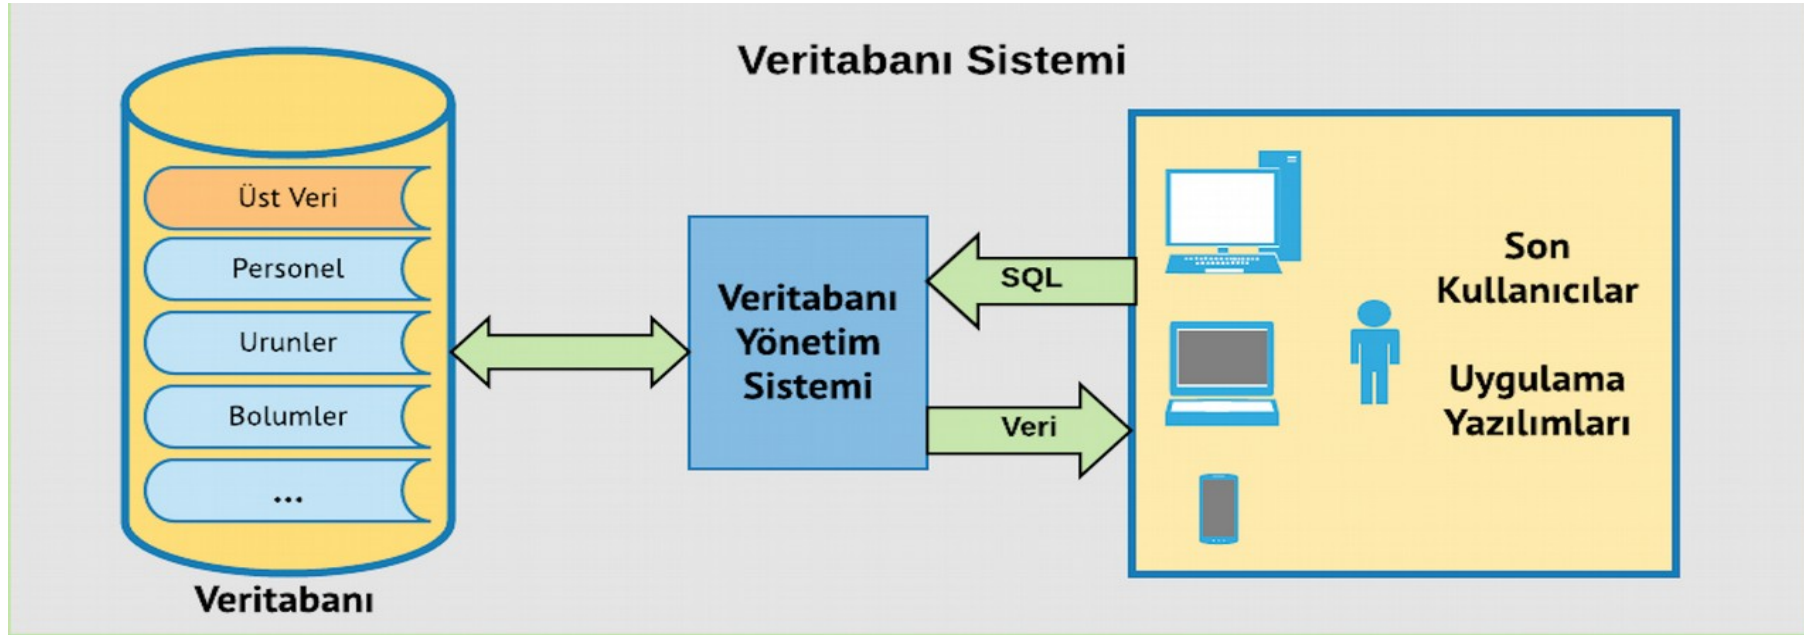 Veritabanı Sistemi
Üst Veri
Personel
Urunler
Bolumler
...
Veritabanı
Veritabanı
Yönetim
Sistemi
SQL
Veri
Son
Kullanıcılar
Uygulama
Yazılımları